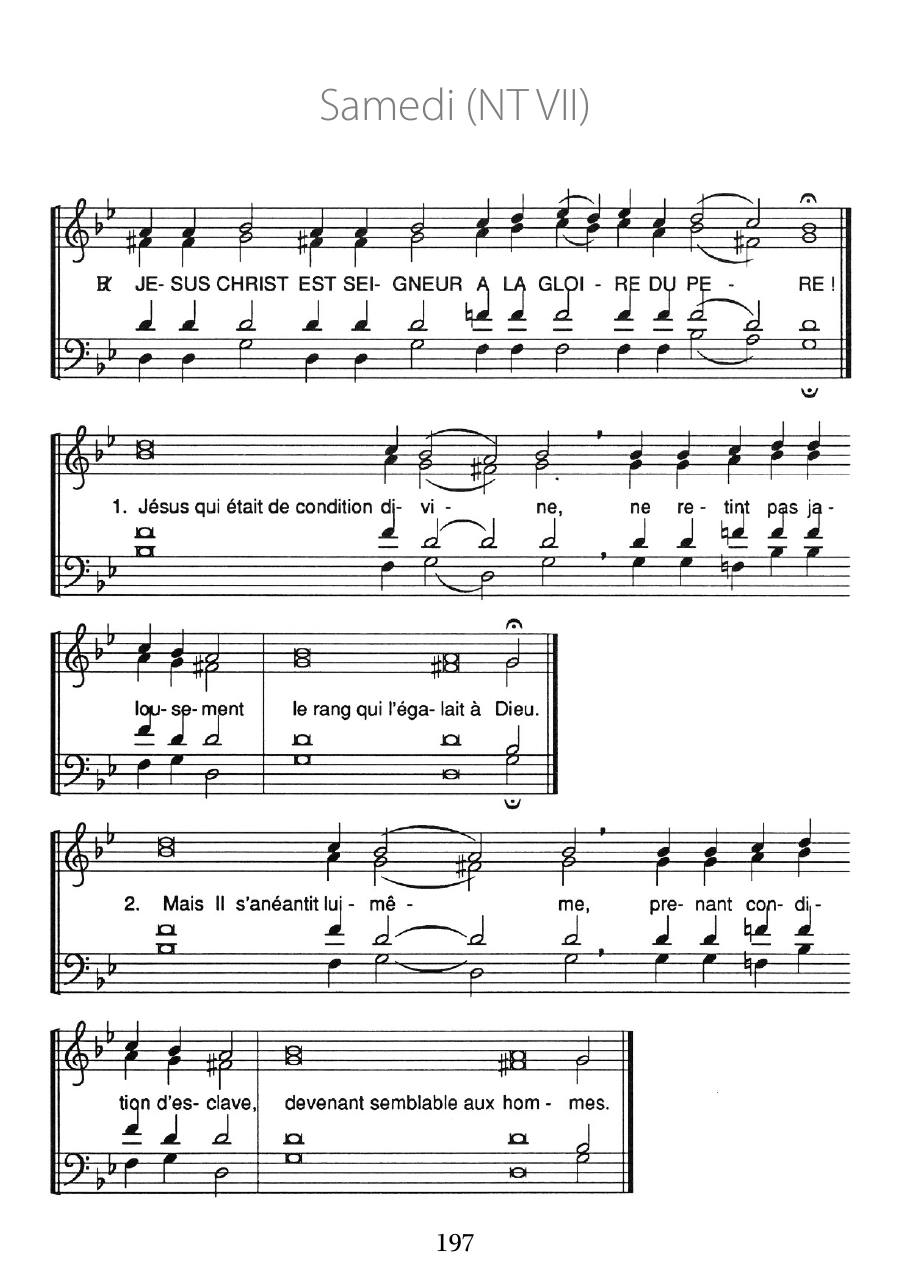 Samedi (NT VII)
℟ JE- SUS CHRIST EST SEI- GNEUR A LA GLOI - RE DU PE - RE !
1. Jésus qui était de condition di- vi - ne, ne re- tint pas ja-
lou- se- ment le rang qui l'éga- lait à Dieu.
2. Mais Il s'anéantit lui - mê - me, pre- nant con- di-
tion d'es- clave, devenant semblable aux hom - mes.
197